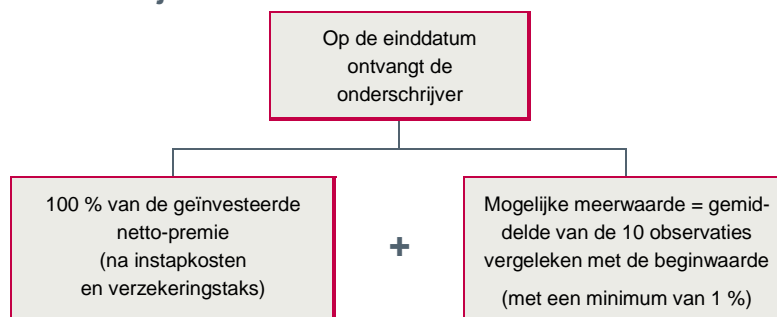 Op de einddatum
ontvangt de
onderschrijver
100 % van de geïnvesteerde
netto-premie
(na instapkosten
en verzekeringstaks)
+
Mogelijke meerwaarde = gemid-
delde van de 10 observaties
vergeleken met de beginwaarde
(met een minimum van 1 %)